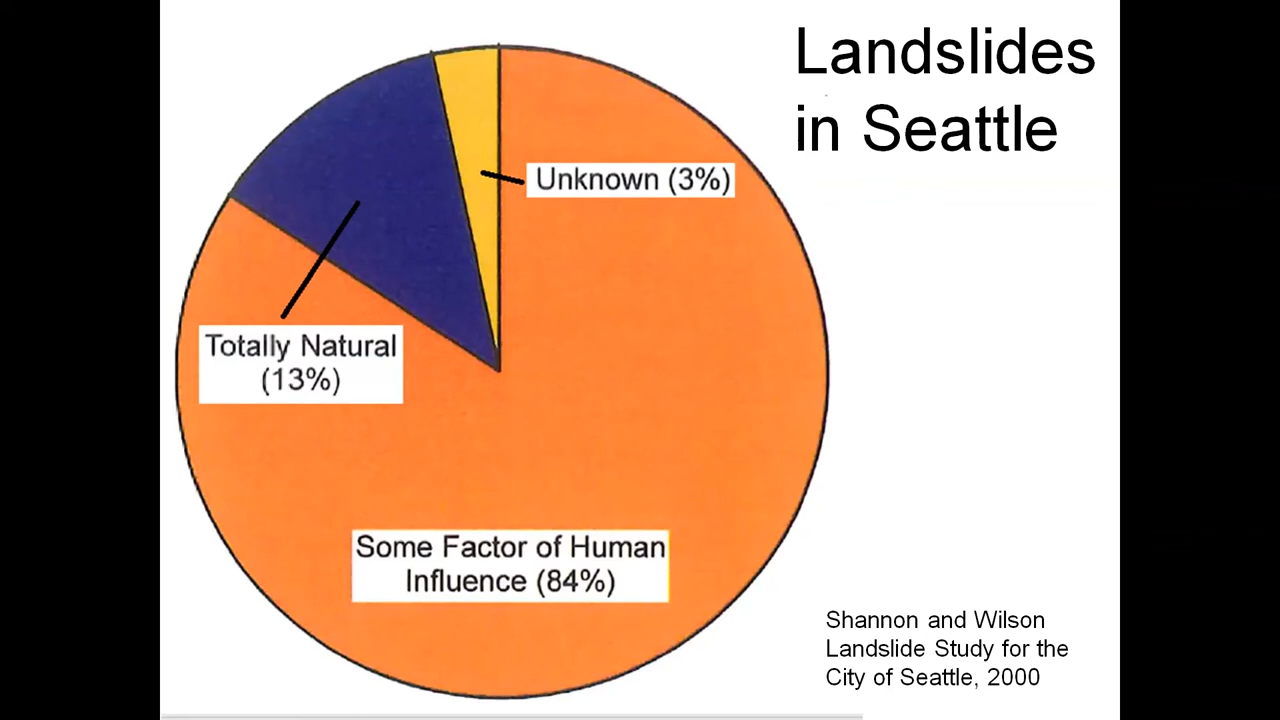 Landslides
in Seattle
Unknown (3%)
Totally Natural
(13%)
Some Factor of Human
Influence (84%)
Shannon and Wilson
Landslide Study for the
City of Seattle, 2000